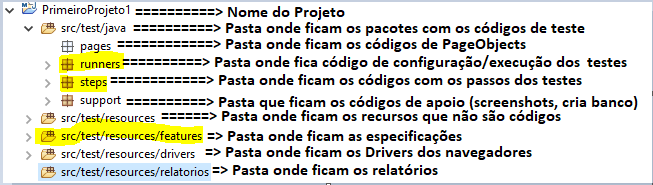 PrimeiroProjeto1 ===========> Nome do Projeto
src/test/java ===========> Pasta onde ficam os pacotes com os códigos de teste
pages ===========> Pasta onde ficam os códigos de PageObjects
runners ===========> Pasta onde fica código de configuração/execução dos testes
steps ===========> Pasta onde ficam os códigos com os passos dos testes
support ===========> Pasta que ficam os códigos de apoio (screenshots, cria banco)
src/test/resources ======> Pasta onde ficam os recursos que não são códigos
src/test/resources/features => Pasta onde ficam as especificações
src/test/resources/drivers => Pasta onde ficam os Drivers dos navegadores
src/test/resources/relatorios => Pasta onde ficam os relatórios